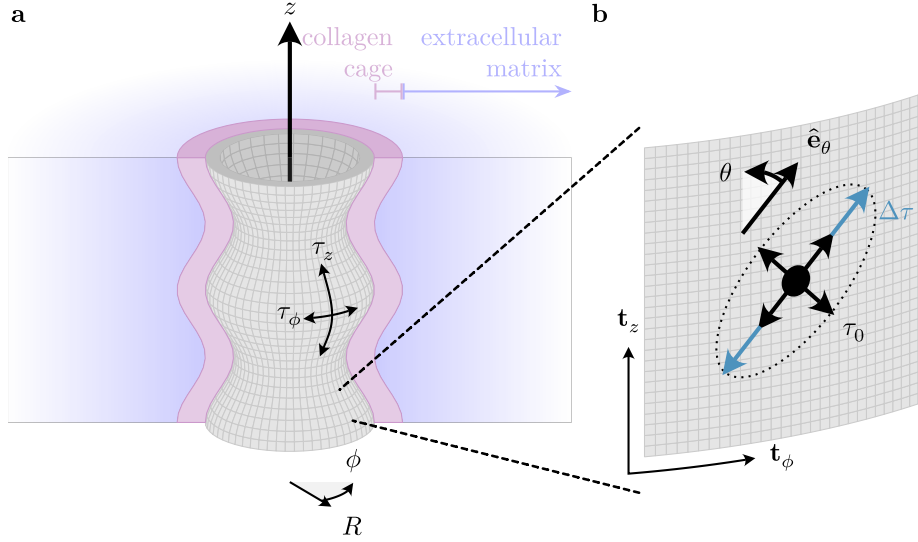 a
z
collagen
cage
extracellular
matrix
τ_z
τ_ϕ
ϕ
R
b
ê_θ
θ
Δτ
τ_0
t_z
t_ϕ